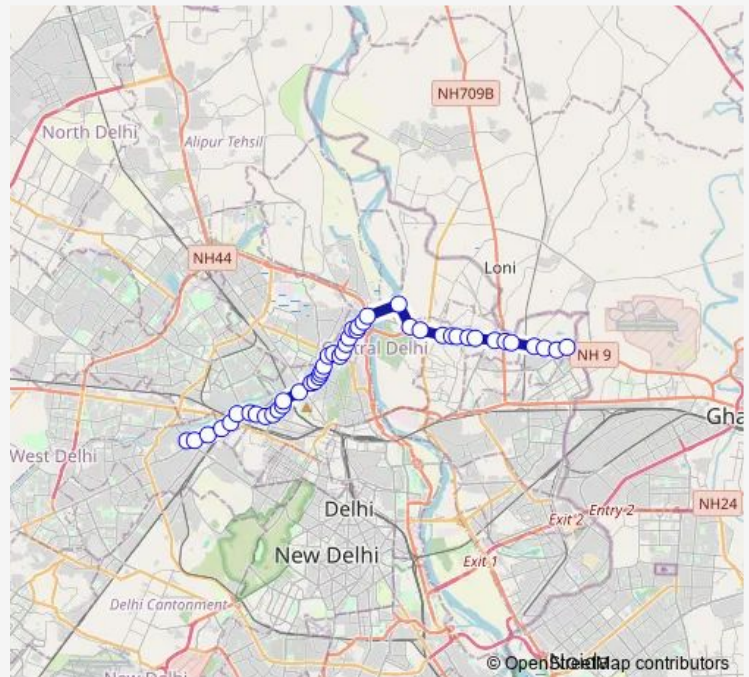 NH709B
North Delhi
Alipur Tehsil
NH44
Loni
tral Delhi
NH 9
Gha
West Delhi
NH24
Delhi
Exit 2
Entry 2
New Delhi
Exit 1
Delhi Cantonment
© OpenStreetMap contributors